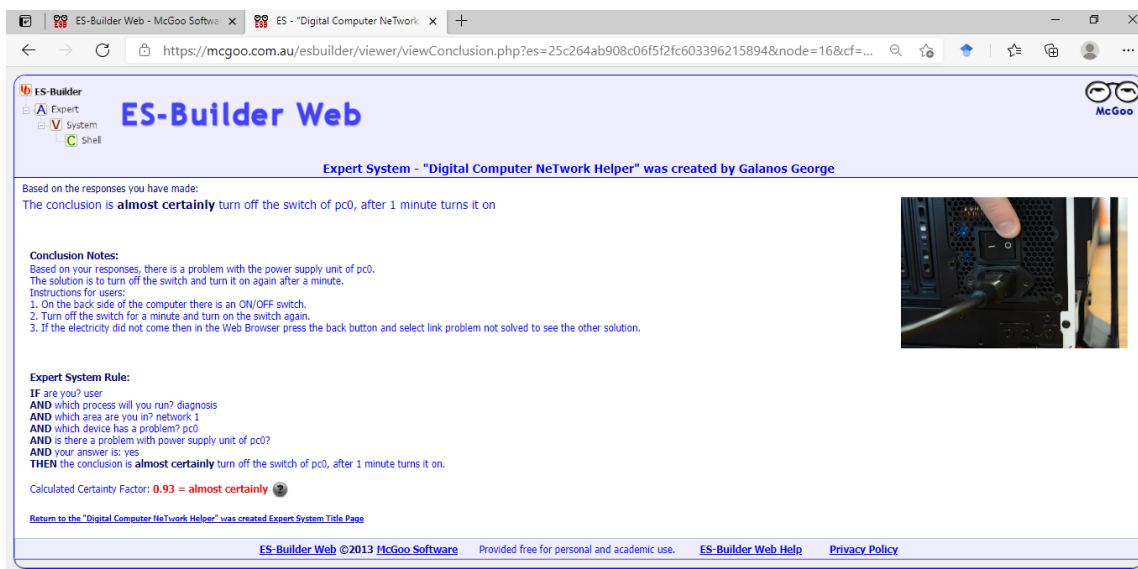 ES-Builder Web - McGoo Softwa
ES - "Digital Computer NeTwork
https://mcgoo.com.au/esbuilder/viewer/viewConclusion.php?es=25c264ab908c06f5f2fc603396215894&node=16&cf=...
ES-Builder
A Expert
V System
C Shell
ES-Builder Web
McGoo
Expert System - "Digital Computer NeTwork Helper" was created by Galanos George
Based on the responses you have made:
The conclusion is almost certainly turn off the switch of pc0, after 1 minute turns it on
Conclusion Notes:
Based on your responses, there is a problem with the power supply unit of pc0.
The solution is to turn off the switch and turn it on again after a minute.
Instructions for users:
1. On the back side of the computer there is an ON/OFF switch.
2. Turn off the switch for a minute and turn on the switch again.
3. If the electricity did not come then in the Web Browser press the back button and select link problem not solved to see the other solution.
Expert System Rule:
IF are you? user
AND which process will you run? diagnosis
AND which area are you in? network 1
AND which device has a problem? pc0
AND is there a problem with power supply unit of pc0?
AND your answer is: yes
THEN the conclusion is almost certainly turn off the switch of pc0, after 1 minute turns it on.
Calculated Certainty Factor: 0.93 = almost certainly ?
Return to the "Digital Computer NeTwork Helper" was created Expert System Title Page
ES-Builder Web ©2013 McGoo Software Provided free for personal and academic use. ES-Builder Web Help Privacy Policy